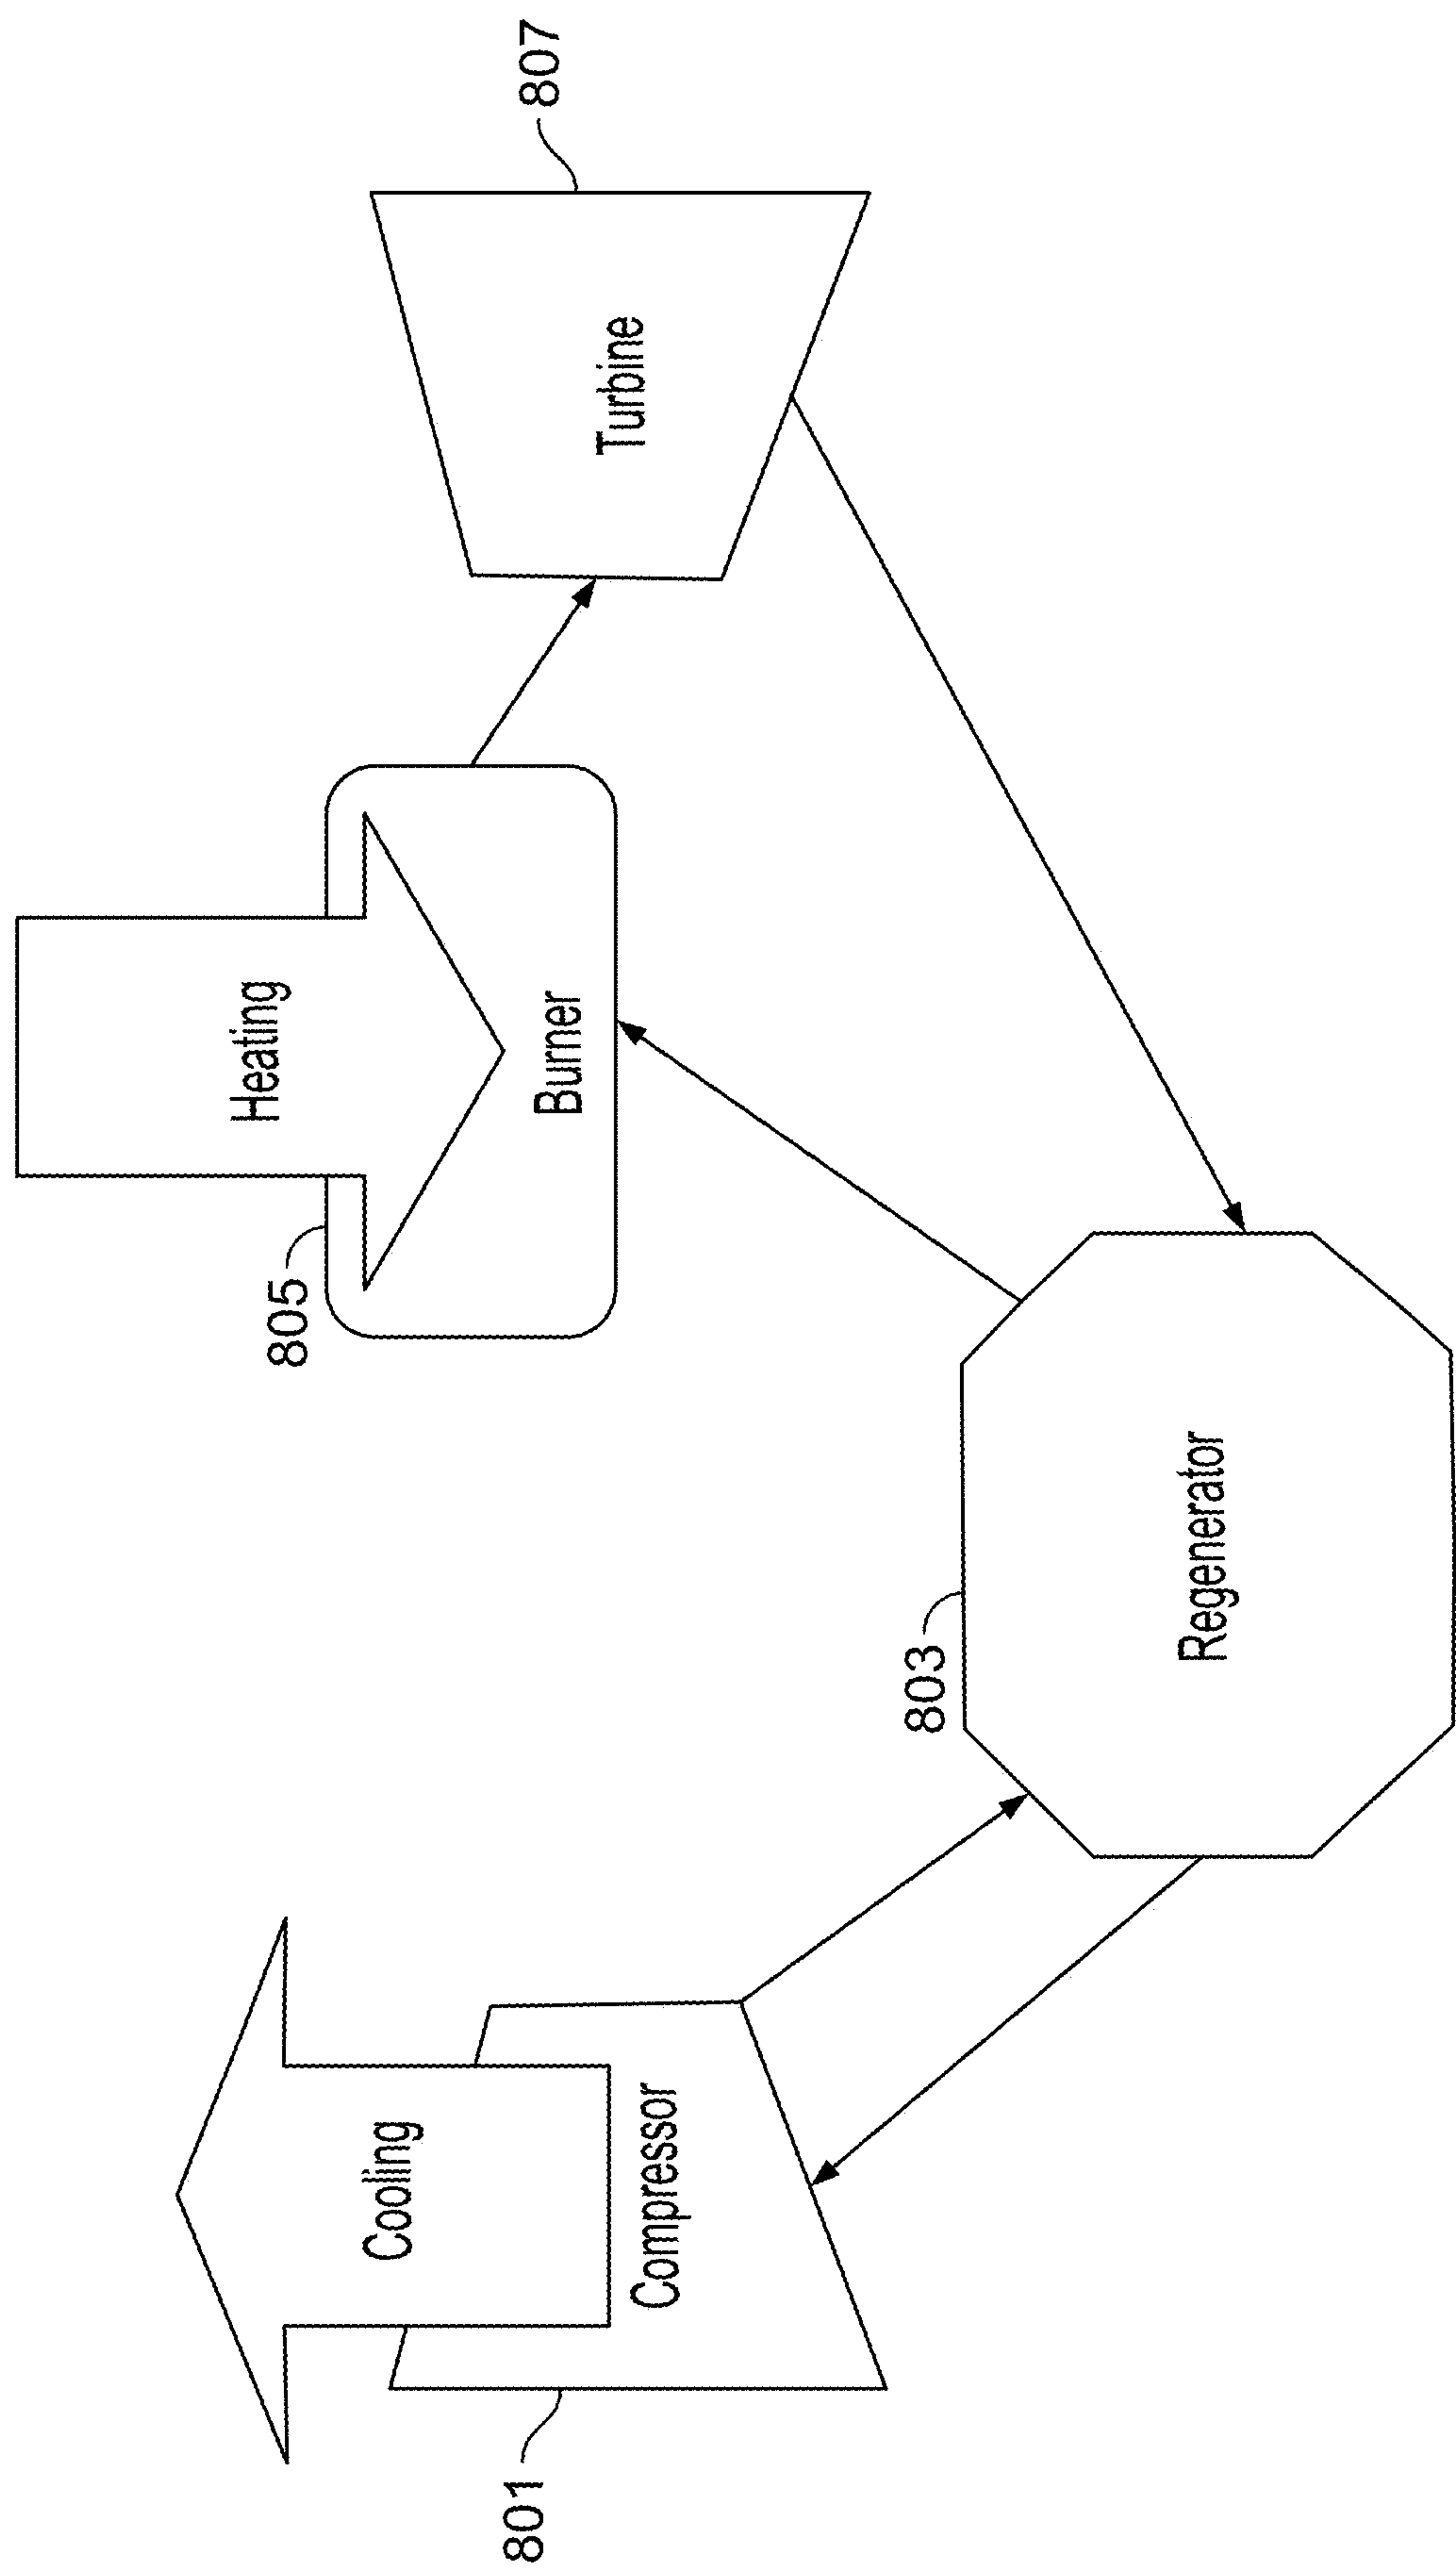 Cooling
Compressor
801
Heating
Burner
805
Turbine
807
Regenerator
803